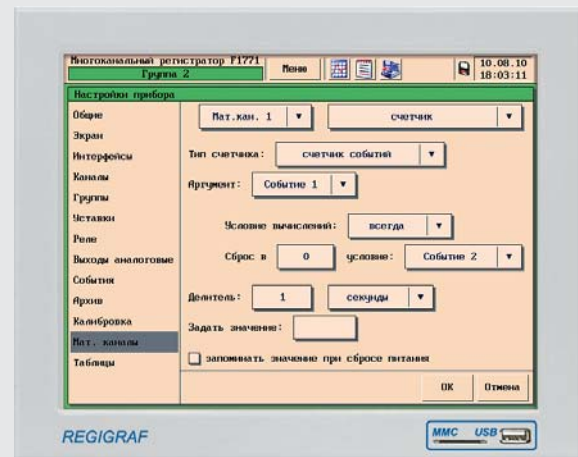 Многоканальный регистратор F1771
Группа 2
Меню
10.08.10
18:03:11
Настройки прибора
Общие
Экран
Интерфейсы
Каналы
Группы
Уставки
Реле
Выходы аналоговые
События
Архив
Калибровка
Мат. каналы
Таблицы
Мат.кан. 1
счетчик
Тип счетчика: счетчик событий
Аргумент: Событие 1
Условие вычислений: всегда
Сброс в 0 условие: Событие 2
Делитель: 1 секунды
Задать значение:
запоминать значение при сбросе питания
OK Отмена
REGIGRAF
MMC USB